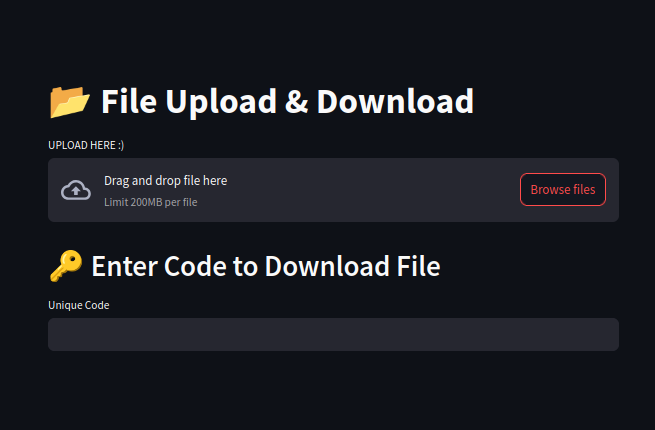 📂 File Upload & Download
UPLOAD HERE :)
Drag and drop file here
Limit 200MB per file
Browse files
🔑 Enter Code to Download File
Unique Code